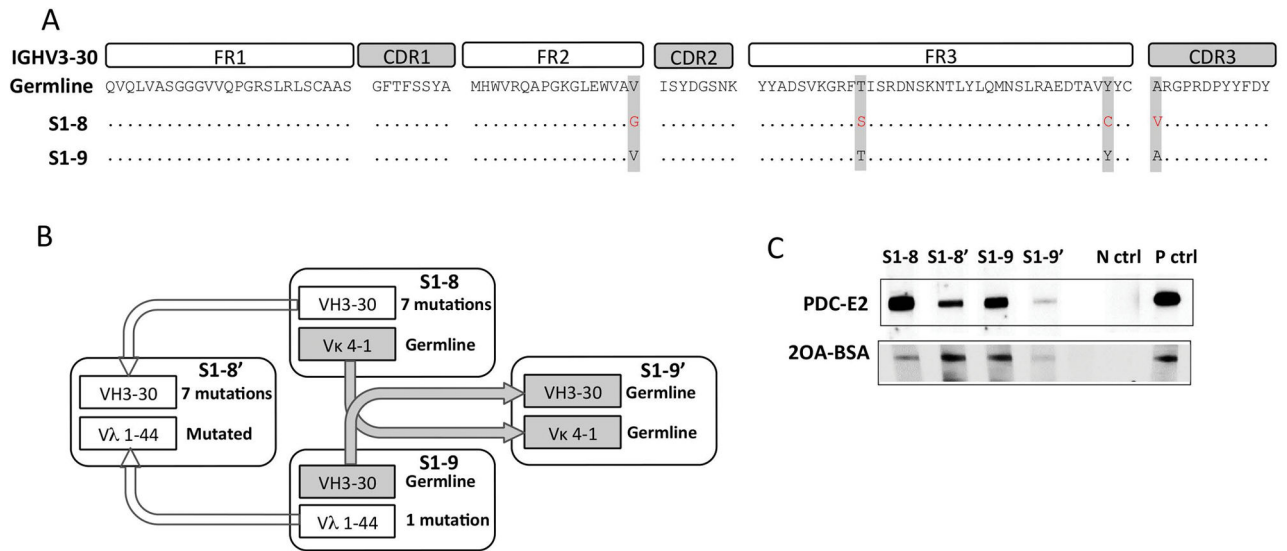 A
IGHV3-30 FR1 CDR1 FR2 CDR2 FR3 CDR3
Germline QVQLVASGGGVVQPGRSLRLSCAAS GFTFSSYA MHWVRQAPGKGLEWVAV ISYDGSNK YYADSVKGRFTISRDNSKNTLYLQMNSLRAEDTAVYYC ARGPRDPYYFDY
S1-8 G S C V
S1-9 V T Y A
B
S1-8
VH3-30 7 mutations
Vκ 4-1 Germline
S1-8’
VH3-30 7 mutations
Vλ 1-44 Mutated
S1-9’
VH3-30 Germline
Vκ 4-1 Germline
S1-9
VH3-30 Germline
Vλ 1-44 1 mutation
C
S1-8 S1-8’ S1-9 S1-9’ N ctrl P ctrl
PDC-E2
2OA-BSA